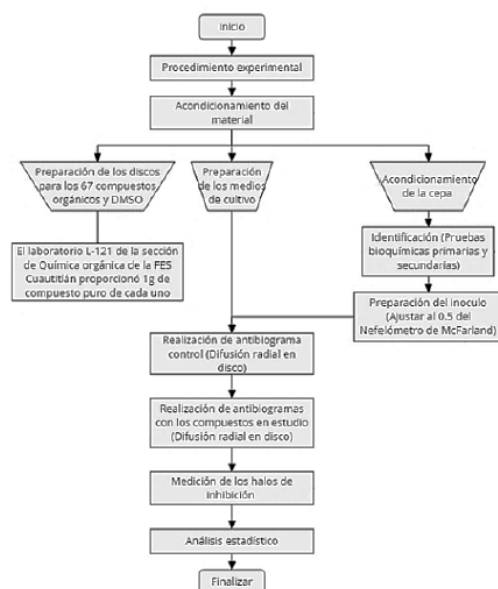 Inicio
Procedimiento experimental
Acondicionamiento del
material
Preparación de los discos
para los 67 compuestos
orgánicos y DMSO
Preparación
de los medios
de cultivo
Acondicionamiento
de la cepa
El laboratorio L-121 de la sección
de Química orgánica de la FES
Cuautitlán proporcionó 1g de
compuesto puro de cada uno
Identificación (Pruebas
bioquímicas primarias y
secundarias)
Preparación del inoculo
(Ajustar al 0.5 del
Nefelómetro de McFarland)
Realización de antibiograma
control (Difusión radial en
disco)
Realización de antibiogramas
con los compuestos en estudio
(Difusión radial en disco)
Medición de los halos de
inhibición
Análisis estadístico
Finalizar